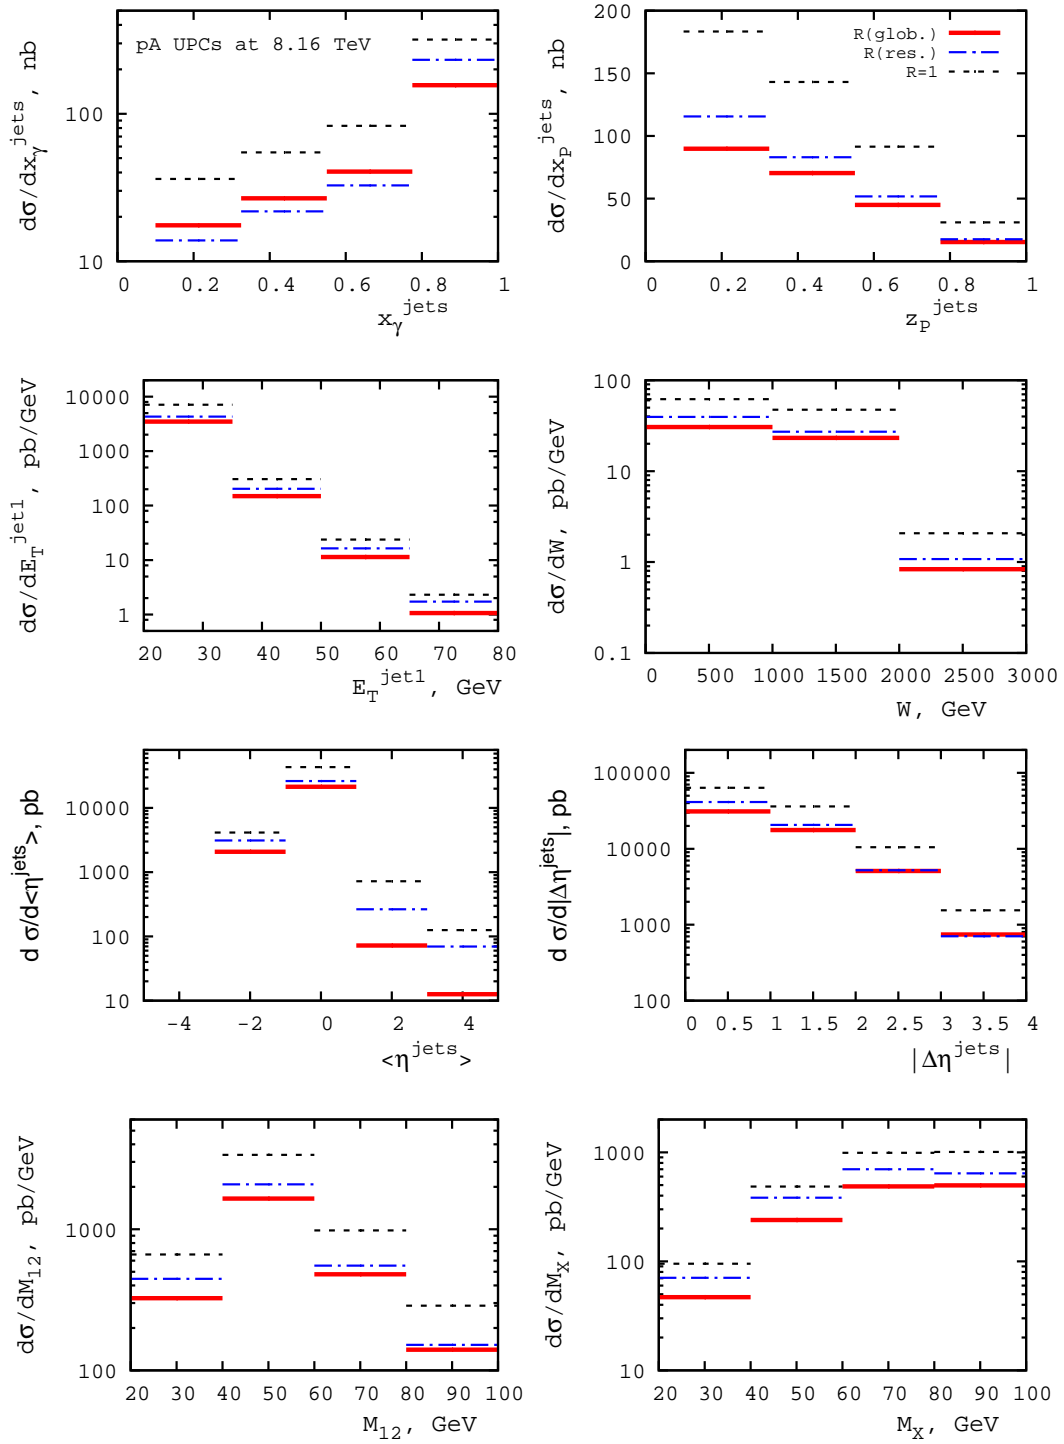 dσ/dx_γ^jets, nb
pA UPCs at 8.16 TeV
100
10
0 0.2 0.4 0.6 0.8 1
x_γ^jets
dσ/dx_P^jets, nb
R(glob.)
R(res.)
R=1
200
150
100
50
0
0 0.2 0.4 0.6 0.8 1
z_P^jets
dσ/dE_T^jet1, pb/GeV
10000
1000
100
10
1
20 30 40 50 60 70 80
E_T^jet1, GeV
dσ/dW, pb/GeV
100
10
1
0.1
0 500 1000 1500 2000 2500 3000
W, GeV
d σ/d<η^jets>, pb
10000
1000
100
10
-4 -2 0 2 4
<η^jets>
d σ/d|Δη^jets|, pb
100000
10000
1000
100
0 0.5 1 1.5 2 2.5 3 3.5 4
|Δη^jets|
dσ/dM_12, pb/GeV
1000
100
20 30 40 50 60 70 80 90 100
M_12, GeV
dσ/dM_X, pb/GeV
1000
100
10
20 30 40 50 60 70 80 90 100
M_X, GeV